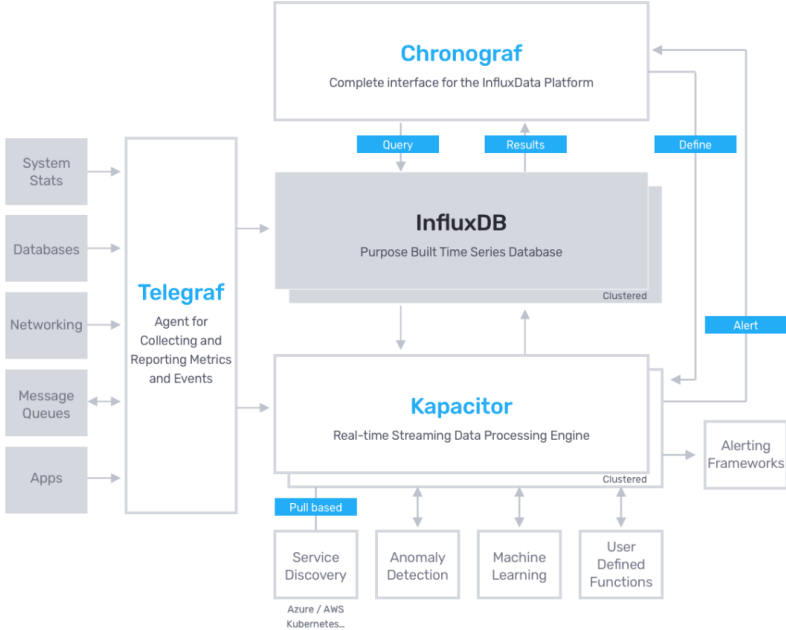 Chronograf
Complete interface for the InfluxData Platform
Query
Results
Define
System
Stats
Databases
Networking
Message
Queues
Apps
Telegraf
Agent for
Collecting and
Reporting Metrics
and Events
InfluxDB
Purpose Built Time Series Database
Clustered
Alert
Kapacitor
Real-time Streaming Data Processing Engine
Clustered
Alerting
Frameworks
Pull based
Service
Discovery
Azure / AWS
Kubernetes...
Anomaly
Detection
Machine
Learning
User
Defined
Functions